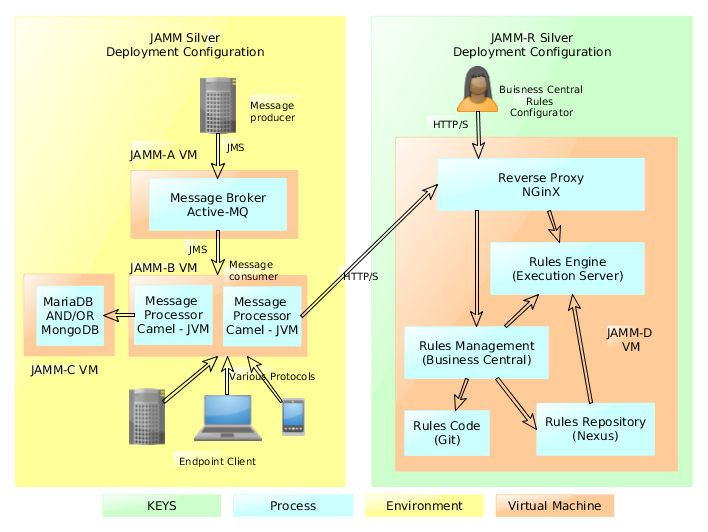 JAMM Silver
Deployment Configuration
Message
producer
JMS
JAMM-A VM
Message Broker
Active-MQ
JMS
JAMM-B VM
Message
consumer
MariaDB
AND/OR
MongoDB
Message
Processor
Camel - JVM
Message
Processor
Camel - JVM
JAMM-C VM
Various Protocols
Endpoint Client
HTTP/S
JAMM-R Silver
Deployment Configuration
Buisness Central
Rules
Configurator
HTTP/S
Reverse Proxy
NGinX
Rules Engine
(Execution Server)
Rules Management
(Business Central)
JAMM-D
VM
Rules Code
(Git)
Rules Repository
(Nexus)
KEYS
Process
Environment
Virtual Machine